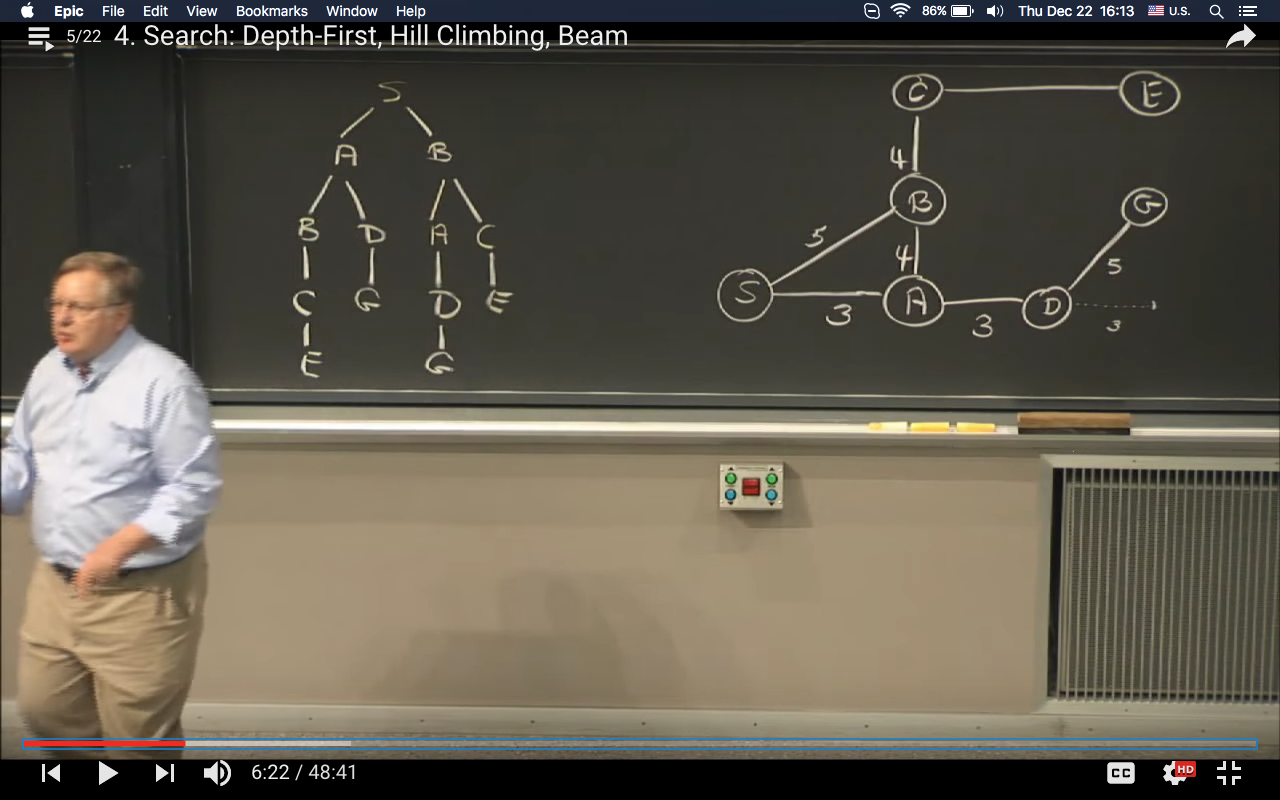 Epic File Edit View Bookmarks Window Help 86% Thu Dec 22 16:13 U.S.
5/22 4. Search: Depth-First, Hill Climbing, Beam
S
A B
B D A C
C G D E
E G
C E
4
B G
5 4 5
S A D
3 3 3
6:22 / 48:41 CC HD